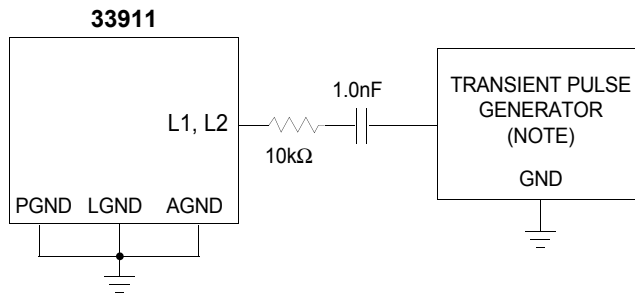 33911
L1, L2
10kΩ
1.0nF
TRANSIENT PULSE
GENERATOR
(NOTE)
GND
PGND LGND AGND